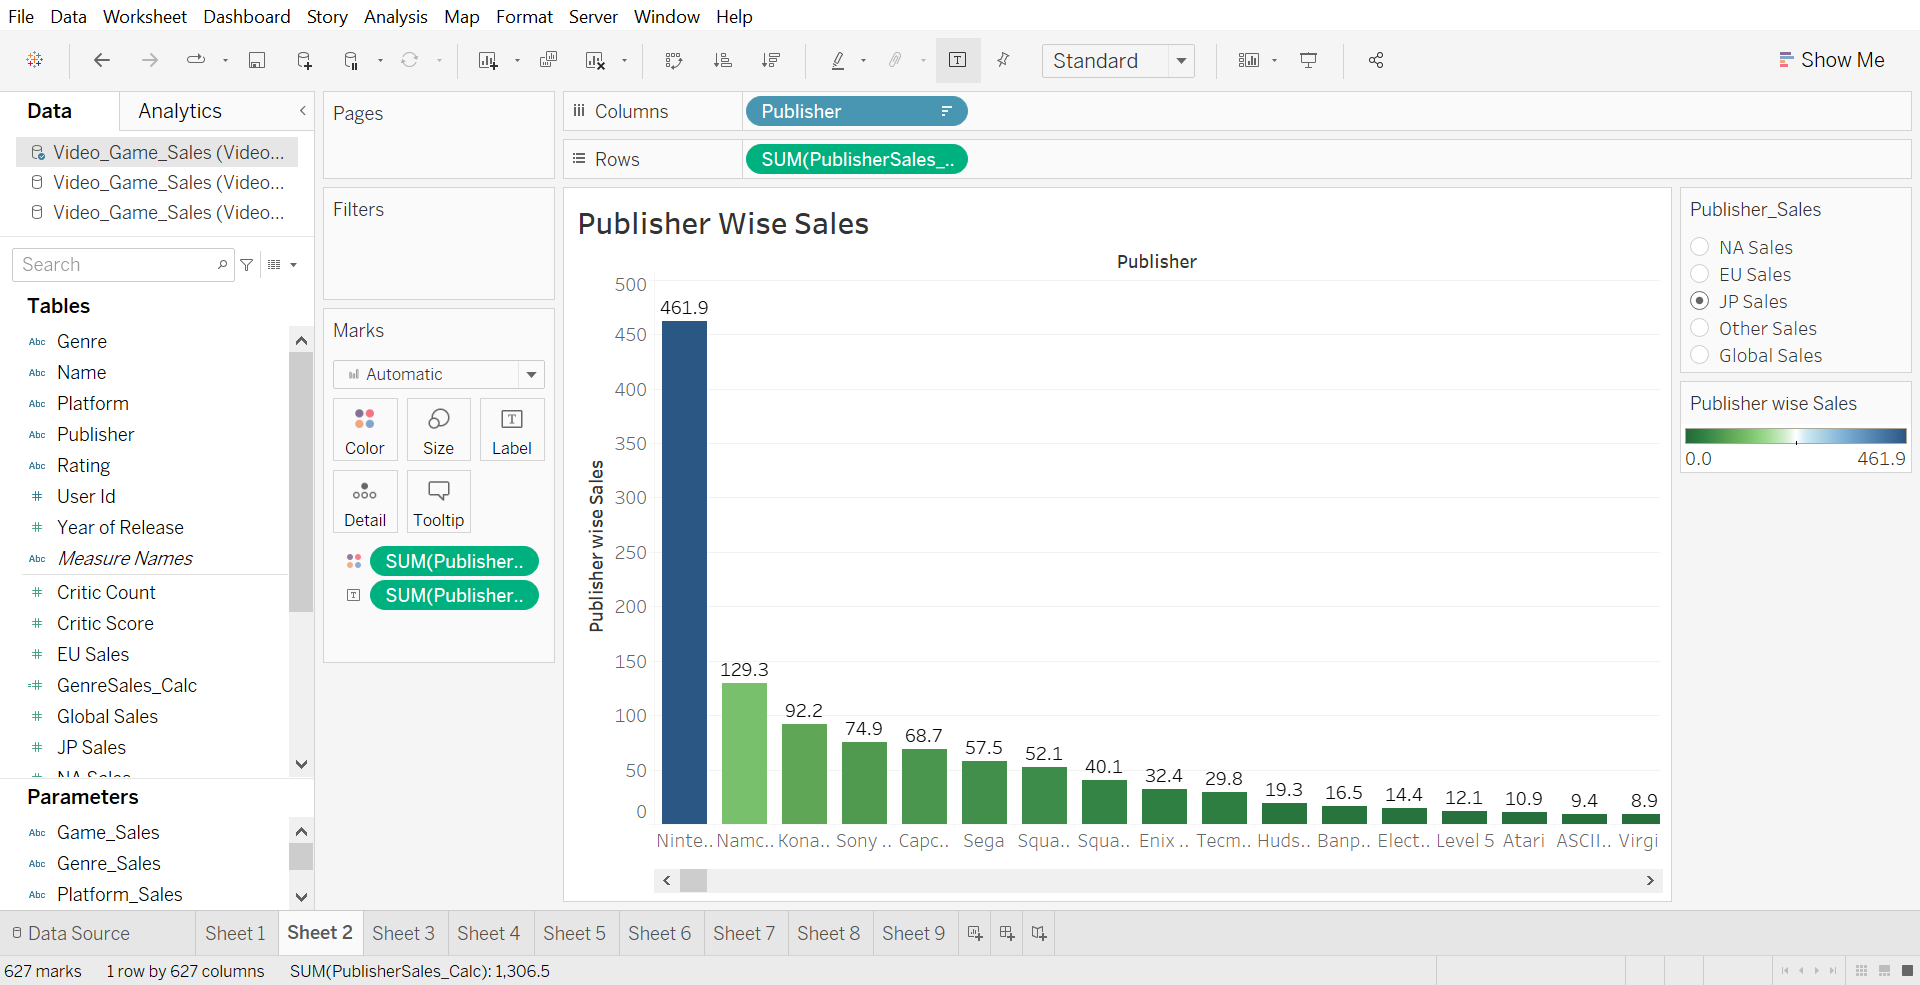 File Data Worksheet Dashboard Story Analysis Map Format Server Window Help
Standard
Show Me
Data Analytics
Video_Game_Sales (Video...
Video_Game_Sales (Video...
Video_Game_Sales (Video...
Search
Tables
Abc Genre
Abc Name
Abc Platform
Abc Publisher
Abc Rating
# User Id
# Year of Release
Abc Measure Names
# Critic Count
# Critic Score
# EU Sales
=# GenreSales_Calc
# Global Sales
# JP Sales
# NA Sales
Parameters
Abc Game_Sales
Abc Genre_Sales
Abc Platform_Sales
Pages
Filters
Marks
Automatic
Color Size Label
Detail Tooltip
SUM(Publisher..
SUM(Publisher..
Columns Publisher
Rows SUM(PublisherSales_..
Publisher Wise Sales
Publisher
Publisher wise Sales
500
450
400
350
300
250
200
150
100
50
0
461.9 129.3 92.2 74.9 68.7 57.5 52.1 40.1 32.4 29.8 19.3 16.5 14.4 12.1 10.9 9.4 8.9
Ninte.. Namc.. Kona.. Sony .. Capc.. Sega Squa.. Squa.. Enix .. Tecm.. Huds.. Banp.. Elect.. Level 5 Atari ASCII.. Virgi
Publisher_Sales
NA Sales
EU Sales
JP Sales
Other Sales
Global Sales
Publisher wise Sales
0.0 461.9
Data Source Sheet 1 Sheet 2 Sheet 3 Sheet 4 Sheet 5 Sheet 6 Sheet 7 Sheet 8 Sheet 9
627 marks 1 row by 627 columns SUM(PublisherSales_Calc): 1,306.5